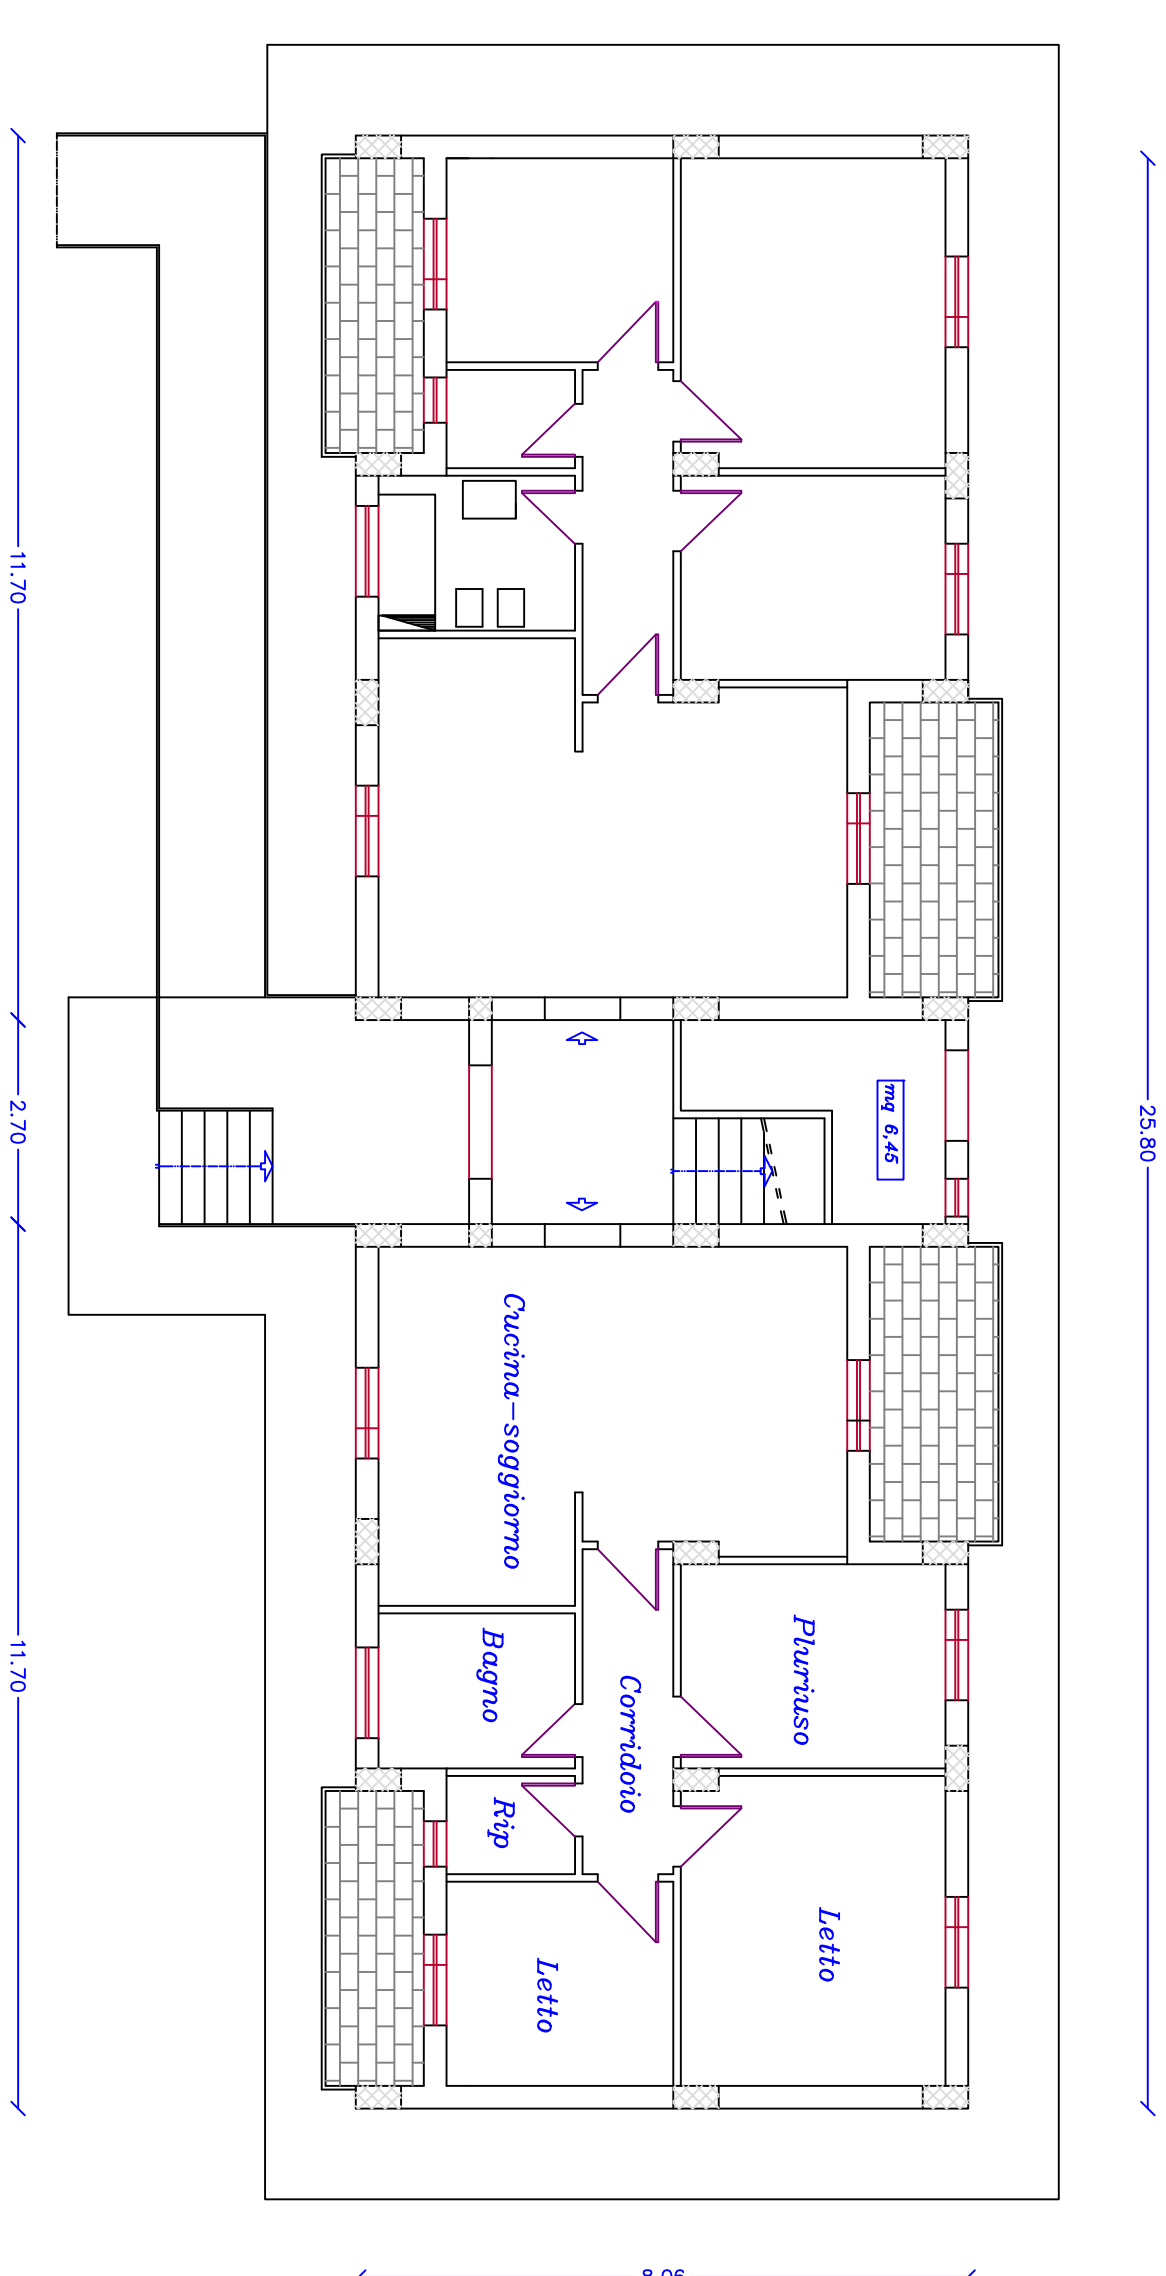 25.80
mq 6,45
Cucina-soggiorno
Bagno
Corridoio
Pluriuso
Rip
Letto
Letto
11.70
2.70
11.70